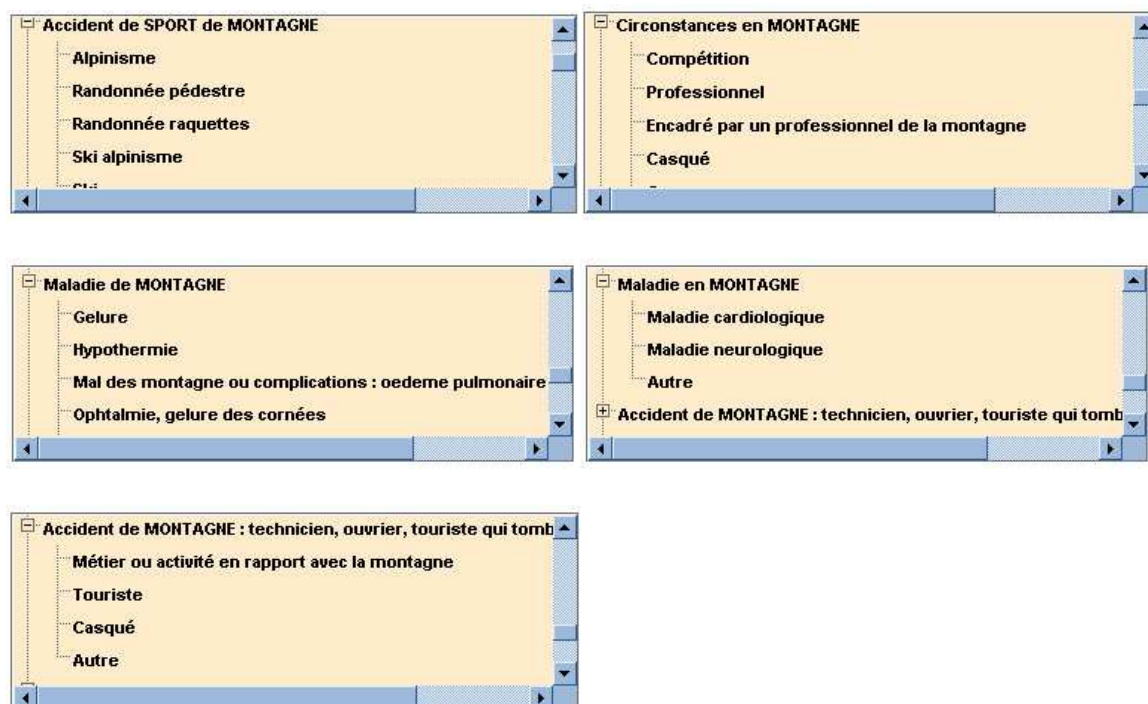 Accident de SPORT de MONTAGNE
Alpinisme
Randonnée pédestre
Randonnée raquettes
Ski alpinisme
Ski
Circonstances en MONTAGNE
Compétition
Professionnel
Encadré par un professionnel de la montagne
Casqué
Maladie de MONTAGNE
Gelure
Hypothermie
Mal des montagne ou complications : oedeme pulmonaire
Ophtalmie, gelure des cornées
Maladie en MONTAGNE
Maladie cardiologique
Maladie neurologique
Autre
Accident de MONTAGNE : technicien, ouvrier, touriste qui tomb
Accident de MONTAGNE : technicien, ouvrier, touriste qui tomb
Métier ou activité en rapport avec la montagne
Touriste
Casqué
Autre